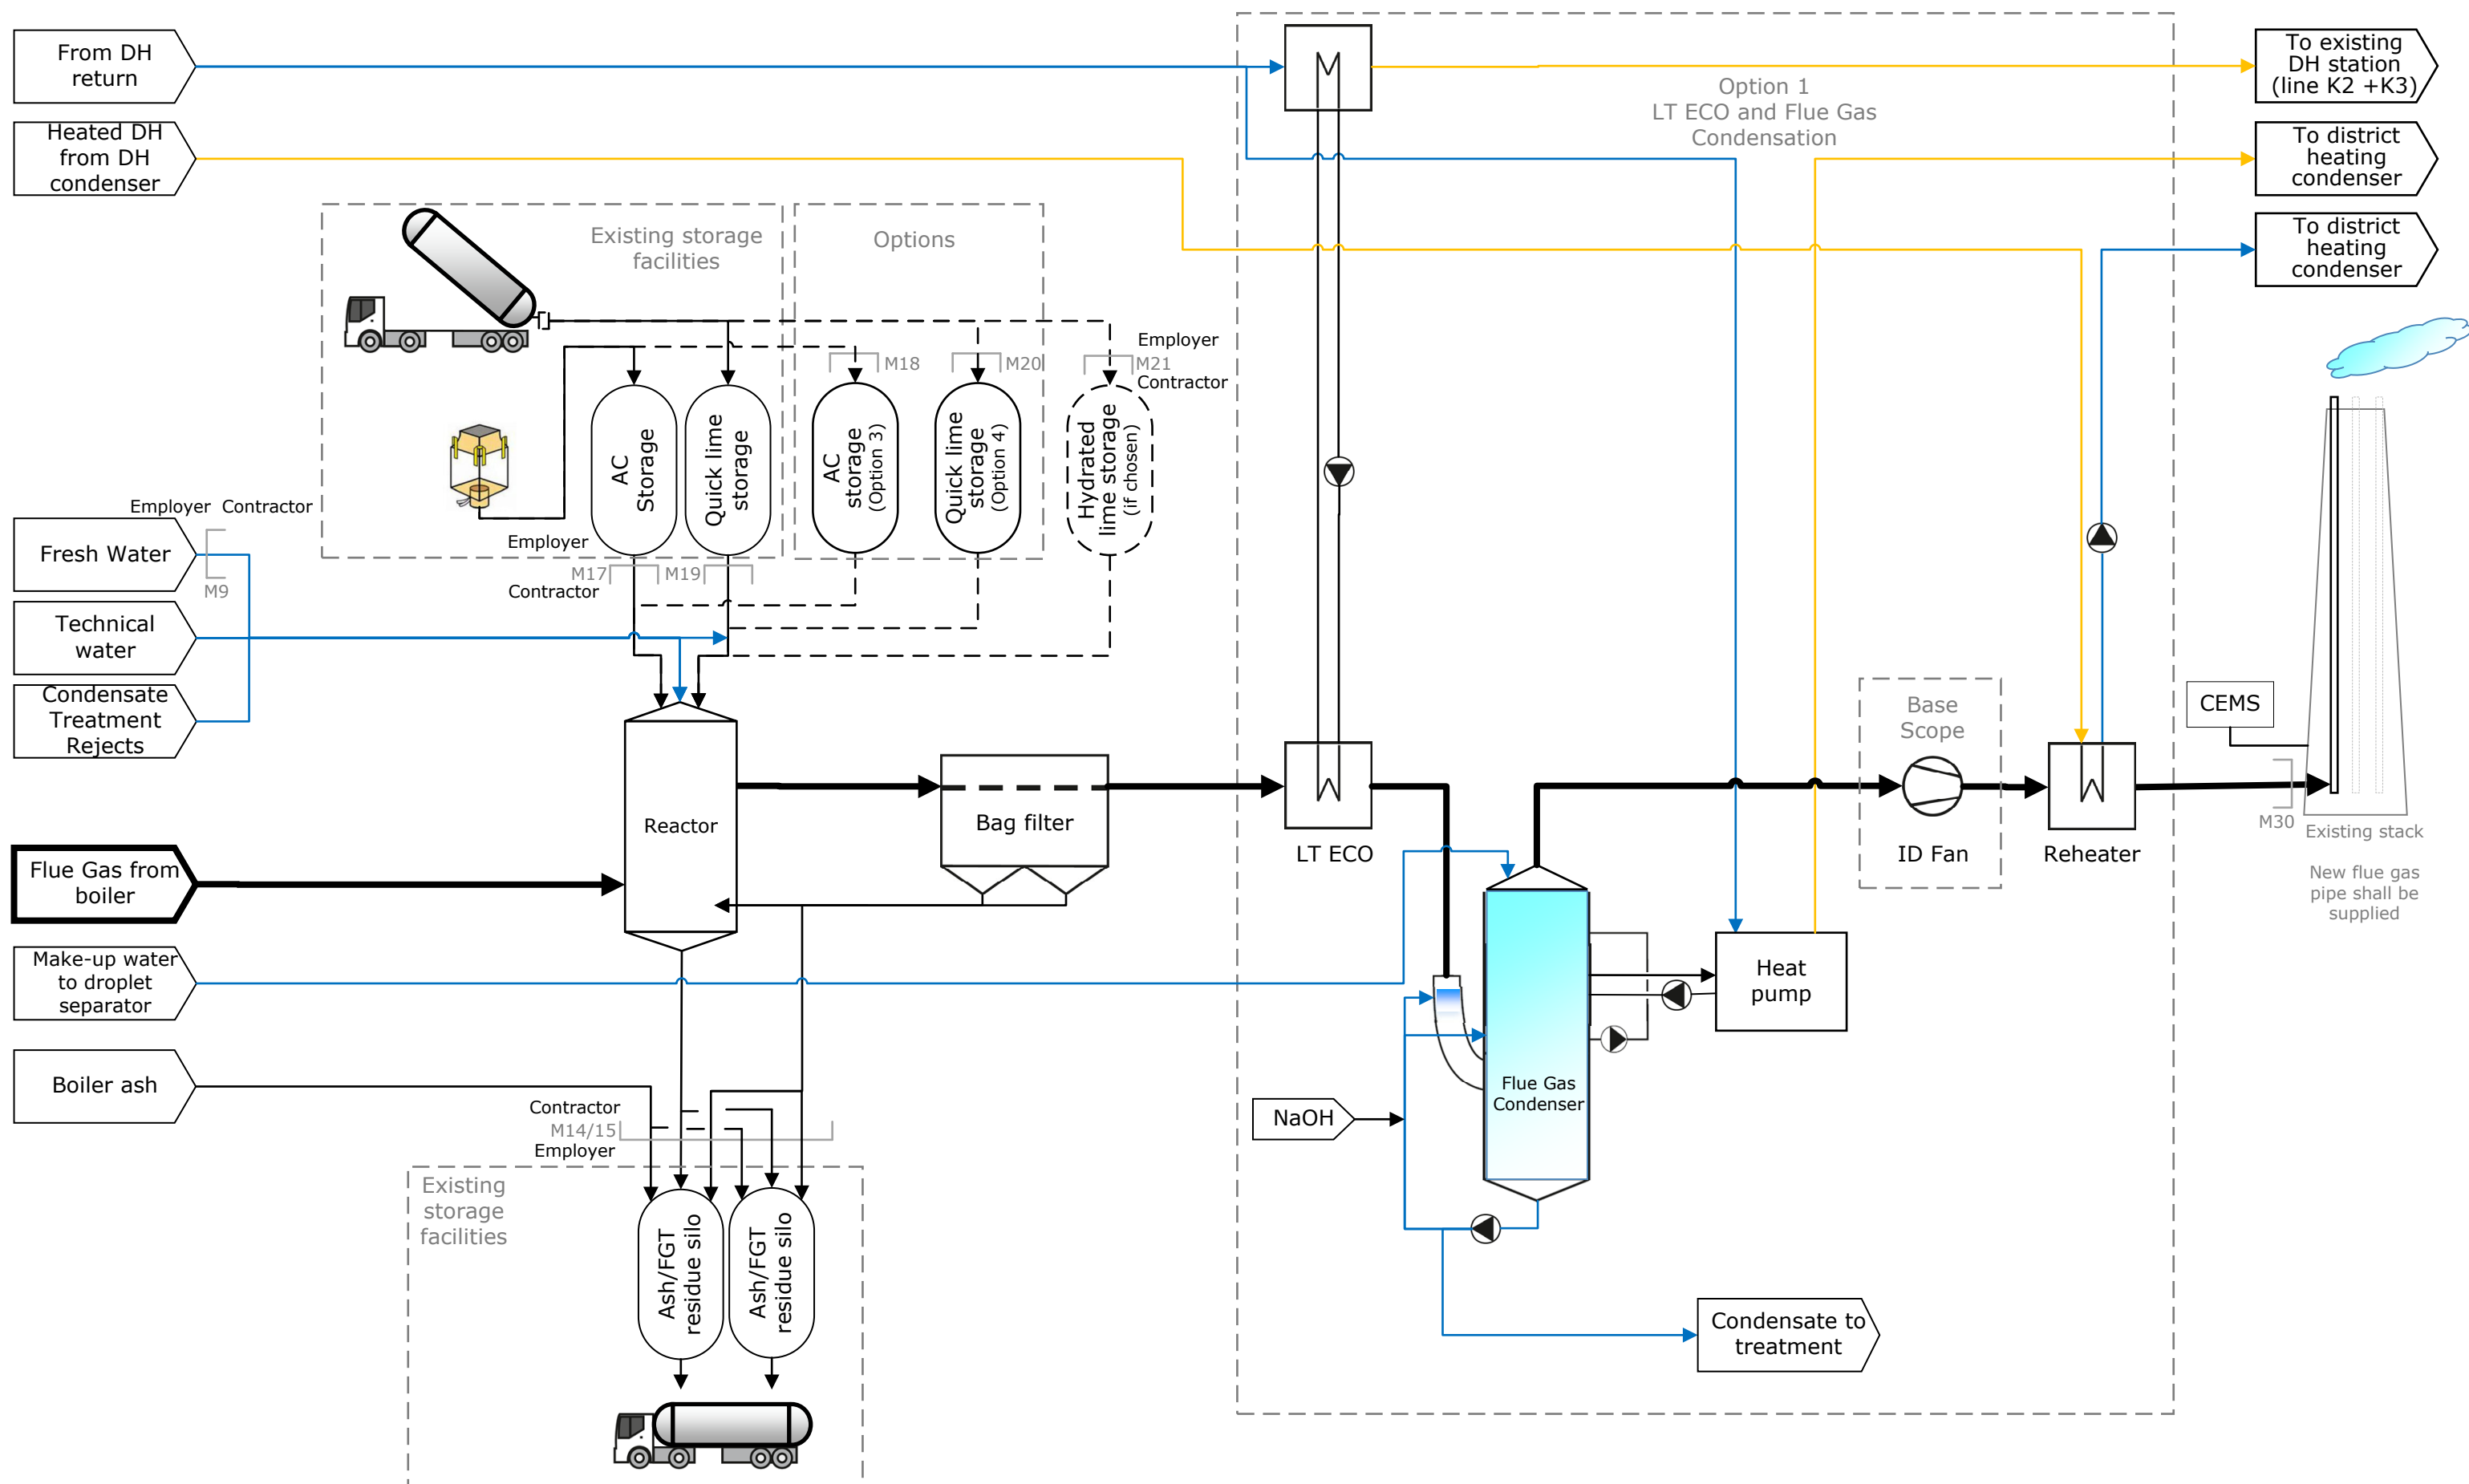 From DH
return
Heated DH
from DH
condenser
Option 1
LT ECO and Flue Gas
Condensation
To existing
DH station
(line K2 +K3)
To district
heating
condenser
To district
heating
condenser
Existing storage
facilities
Options
Employer
M18
M20
M21
Contractor
AC
Storage
Quick lime
storage
AC
storage
(Option 3)
Quick lime
storage
(Option 4)
Hydrated
lime storage
(if chosen)
Employer Contractor
Fresh Water
M9
Employer
M17
M19
Contractor
Technical
water
Condensate
Treatment
Rejects
Base
Scope
CEMS
Reactor
Bag filter
LT ECO
ID Fan
Reheater
M30
Existing stack
New flue gas
pipe shall be
supplied
Flue Gas from
boiler
Make-up water
to droplet
separator
Heat
pump
Boiler ash
Flue Gas
Condenser
NaOH
Contractor
M14/15
Employer
Existing
storage
facilities
Ash/FGT
residue silo
Ash/FGT
residue silo
Condensate to
treatment